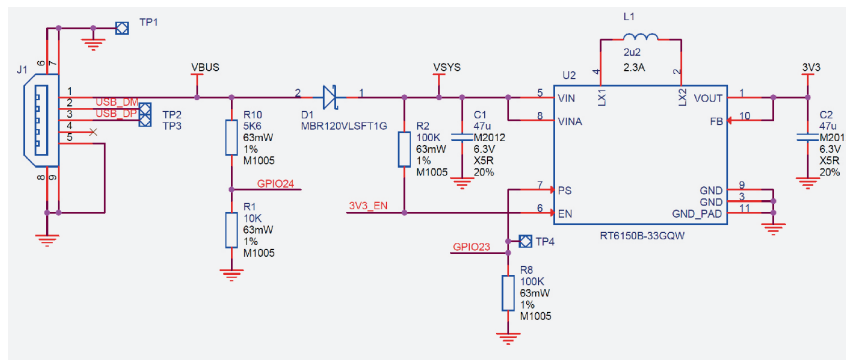 TP1
L1
6
7
J1
VBUS
VSYS
2u2
2.3A
U2
3V3
4
2
LX1
LX2
1
2
3
4
5
USB_DM
USB_DP
TP2
TP3
2
1
D1
MBR120VLSFT1G
R10
5K6
63mW
1%
M1005
R2
100K
63mW
1%
M1005
C1
47u
M2012
6.3V
X5R
20%
5
VIN
8
VINA
VOUT
1
FB
10
C2
47u
M201
6.3V
X5R
20%
8
9
GPIO24
R1
10K
63mW
1%
M1005
3V3_EN
7
PS
6
EN
GND
9
GND
3
GND_PAD
11
RT6150B-33GQW
GPIO23
TP4
R8
100K
63mW
1%
M1005